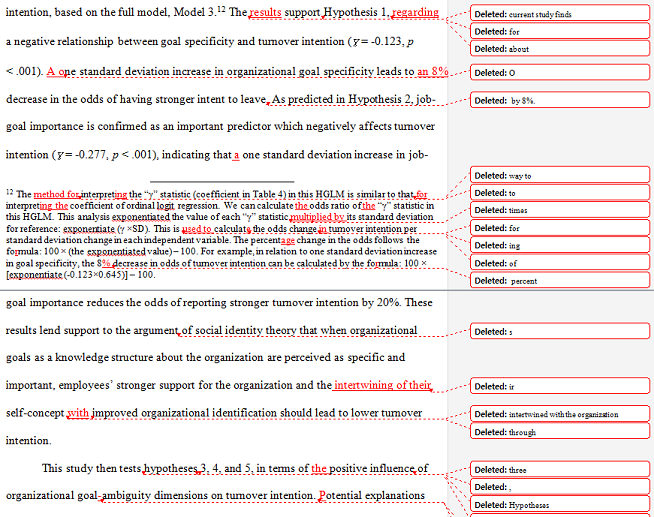 intention, based on the full model, Model 3.12 The results support Hypothesis 1, regarding
Deleted: current study finds
Deleted: for
a negative relationship between goal specificity and turnover intention (γ = -0.123, p
Deleted: about
< .001). A one standard deviation increase in organizational goal specificity leads to an 8%
Deleted: O
decrease in the odds of having stronger intent to leave. As predicted in Hypothesis 2, job-
Deleted: by 8%.
goal importance is confirmed as an important predictor which negatively affects turnover
intention (γ = -0.277, p < .001), indicating that a one standard deviation increase in job-
Deleted: way to
12 The method for interpreting the “γ” statistic (coefficient in Table 4) in this HGLM is similar to that for
Deleted: to
interpreting the coefficient of ordinal logit regression. We can calculate the odds ratio of the “γ” statistic in
Deleted: times
this HGLM. This analysis exponentiated the value of each “γ” statistic multiplied by its standard deviation
Deleted: for
for reference: exponentiate (γ ×SD). This is used to calculate the odds change in turnover intention per
Deleted: ing
standard deviation change in each independent variable. The percentage change in the odds follows the
formula: 100 × (the exponentiated value) – 100. For example, in relation to one standard deviation increase
Deleted: of
in goal specificity, the 8% decrease in odds of turnover intention can be calculated by the formula: 100 ×
Deleted: percent
[exponentiate (-0.123×0.645)] – 100.
goal importance reduces the odds of reporting stronger turnover intention by 20%. These
results lend support to the argument of social identity theory that when organizational
Deleted: s
goals as a knowledge structure about the organization are perceived as specific and
important, employees’ stronger support for the organization and the intertwining of their
Deleted: ir
self-concept with improved organizational identification should lead to lower turnover
Deleted: intertwined with the organization
Deleted: through
intention.
This study then tests hypotheses 3, 4, and 5, in terms of the positive influence of
Deleted: three
Deleted: ,
organizational goal-ambiguity dimensions on turnover intention. Potential explanations
Deleted: Hypotheses